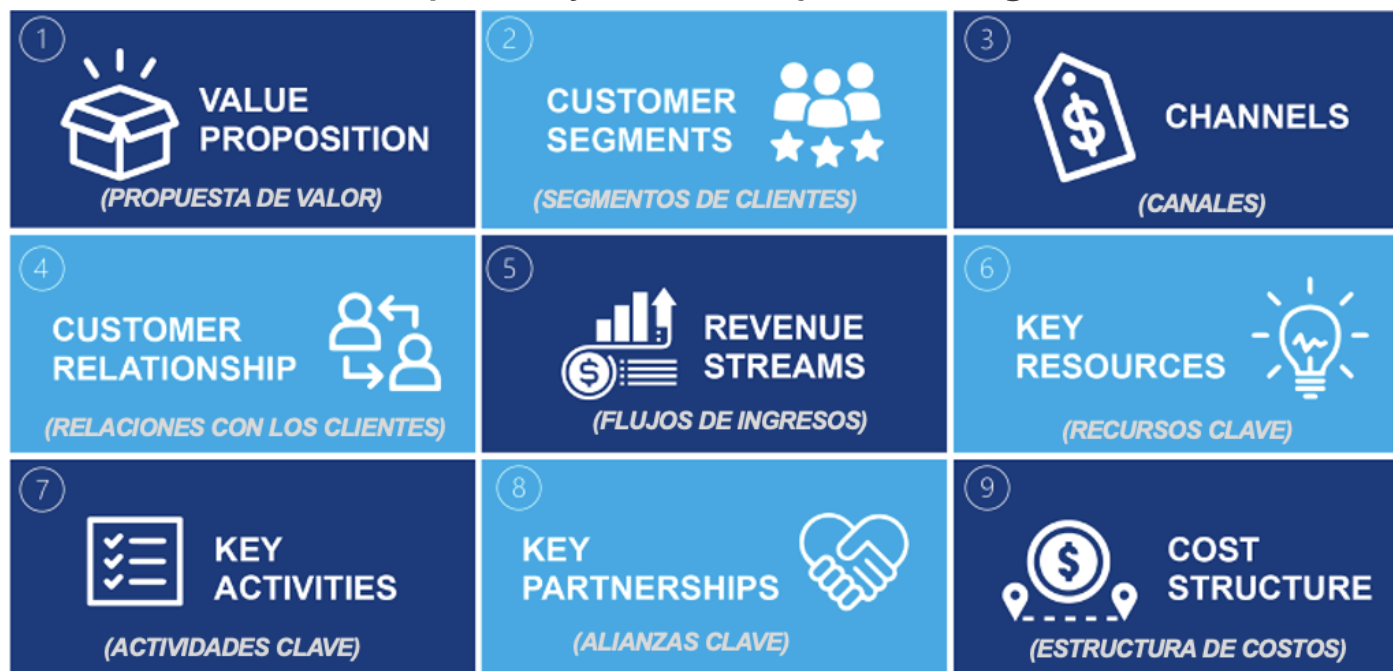 1
VALUE
PROPOSITION
(PROPUESTA DE VALOR)
2
CUSTOMER
SEGMENTS
(SEGMENTOS DE CLIENTES)
3
$
CHANNELS
(CANALES)
4
CUSTOMER
RELATIONSHIP
(RELACIONES CON LOS CLIENTES)
5
$
REVENUE
STREAMS
(FLUJOS DE INGRESOS)
6
KEY
RESOURCES
(RECURSOS CLAVE)
7
KEY
ACTIVITIES
(ACTIVIDADES CLAVE)
8
KEY
PARTNERSHIPS
(ALIANZAS CLAVE)
9
$
COST
STRUCTURE
(ESTRUCTURA DE COSTOS)